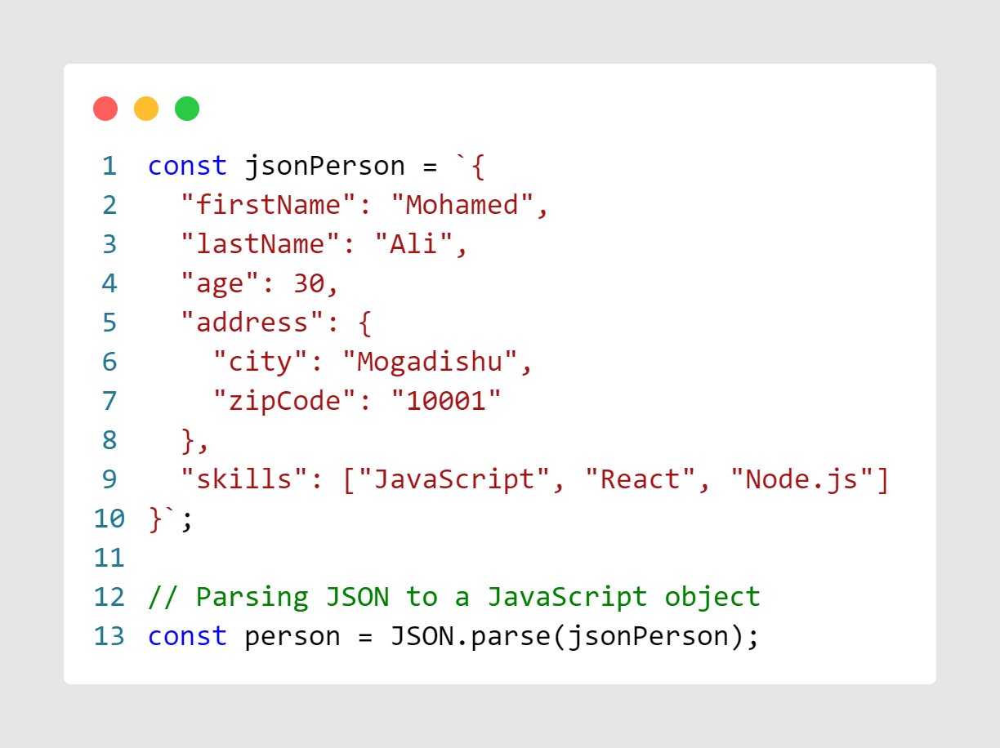 1 const jsonPerson = `{
2   "firstName": "Mohamed",
3   "lastName": "Ali",
4   "age": 30,
5   "address": {
6     "city": "Mogadishu",
7     "zipCode": "10001"
8   },
9   "skills": ["JavaScript", "React", "Node.js"]
10 }`;
11
12 // Parsing JSON to a JavaScript object
13 const person = JSON.parse(jsonPerson);